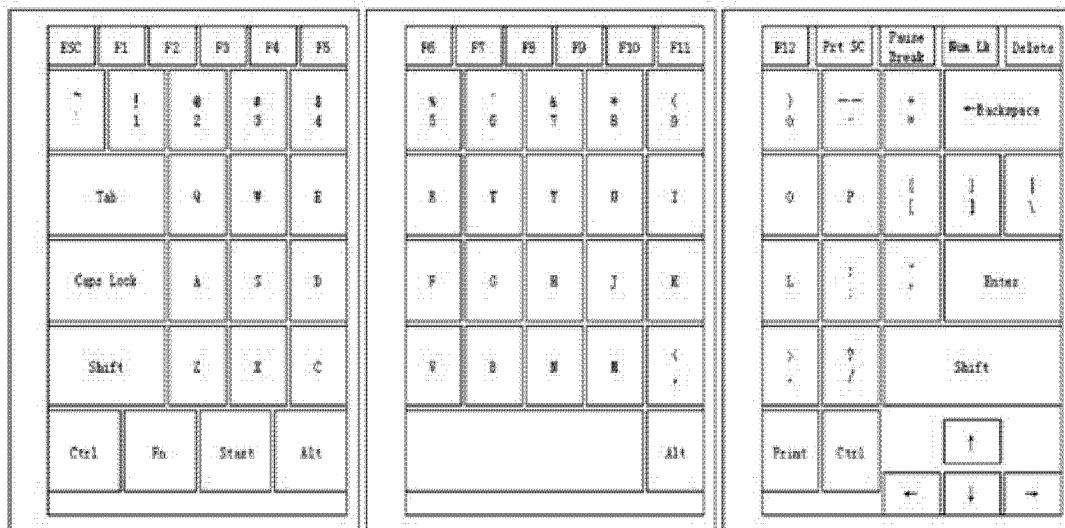 ESC F1 F2 F3 F4 F5
~ ! @ # $
` 1 2 3 4
Tab Q W E
Caps Lock A S D
Shift Z X C
Ctrl Fn Start Alt
F6 F7 F8 F9 F10 F11
% ^ & * (
5 6 7 8 9
R T Y U I
F G H J K
V B N M <
,
Alt
F12 Prt SC Pause Break Num Lk Delete
) +
0 - ←Backspace
O P { } |
[ ] \
L : "
; ' Enter
> ?
. / Shift
Print Ctrl ↑
← ↓ →